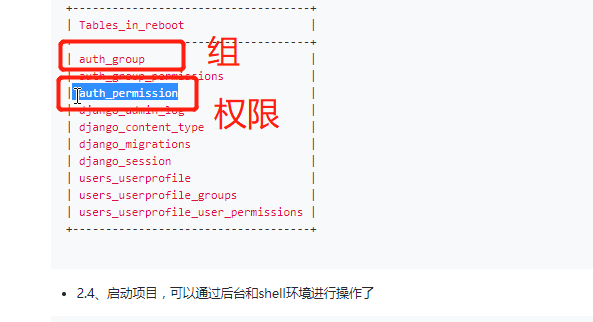 +-----------------------------------+
| Tables_in_reboot |
+-----------------------------------+
| auth_group | 组
| auth_group_permissions |
| auth_permission | 权限
| django_admin_log |
| django_content_type |
| django_migrations |
| django_session |
| users_userprofile |
| users_userprofile_groups |
| users_userprofile_user_permissions |
+-----------------------------------+
• 2.4、启动项目，可以通过后台和shell环境进行操作了